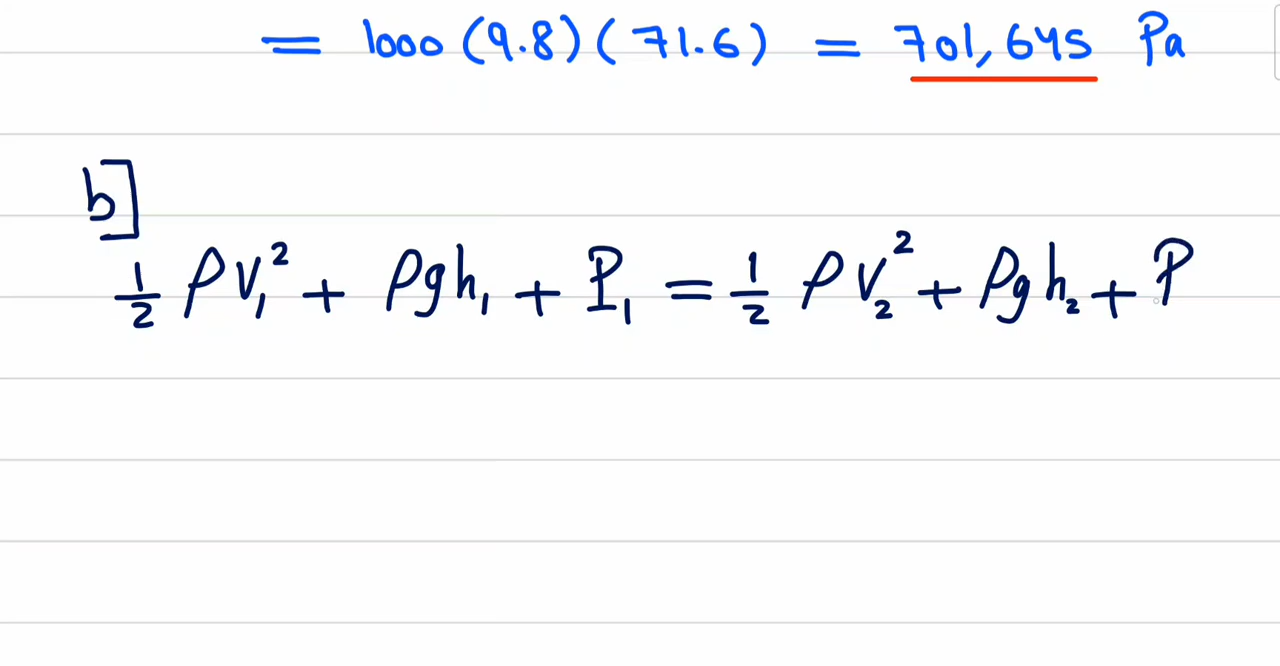 = 1000 (9.8) (71.6) = 701,645 Pa
b]
½ ρv₁² + ρgh₁ + P₁ = ½ ρv₂² + ρgh₂ + P